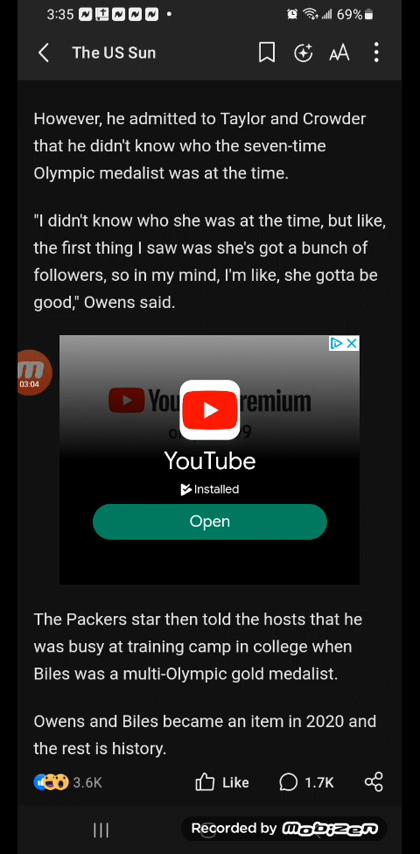 3:35
69%
The US Sun
AA
However, he admitted to Taylor and Crowder
that he didn't know who the seven-time
Olympic medalist was at the time.
"I didn't know who she was at the time, but like,
the first thing I saw was she's got a bunch of
followers, so in my mind, I'm like, she gotta be
good," Owens said.
03:04
YouTube
Installed
Open
The Packers star then told the hosts that he
was busy at training camp in college when
Biles was a multi-Olympic gold medalist.
Owens and Biles became an item in 2020 and
the rest is history.
3.6K
Like
1.7K
Recorded by mobizen